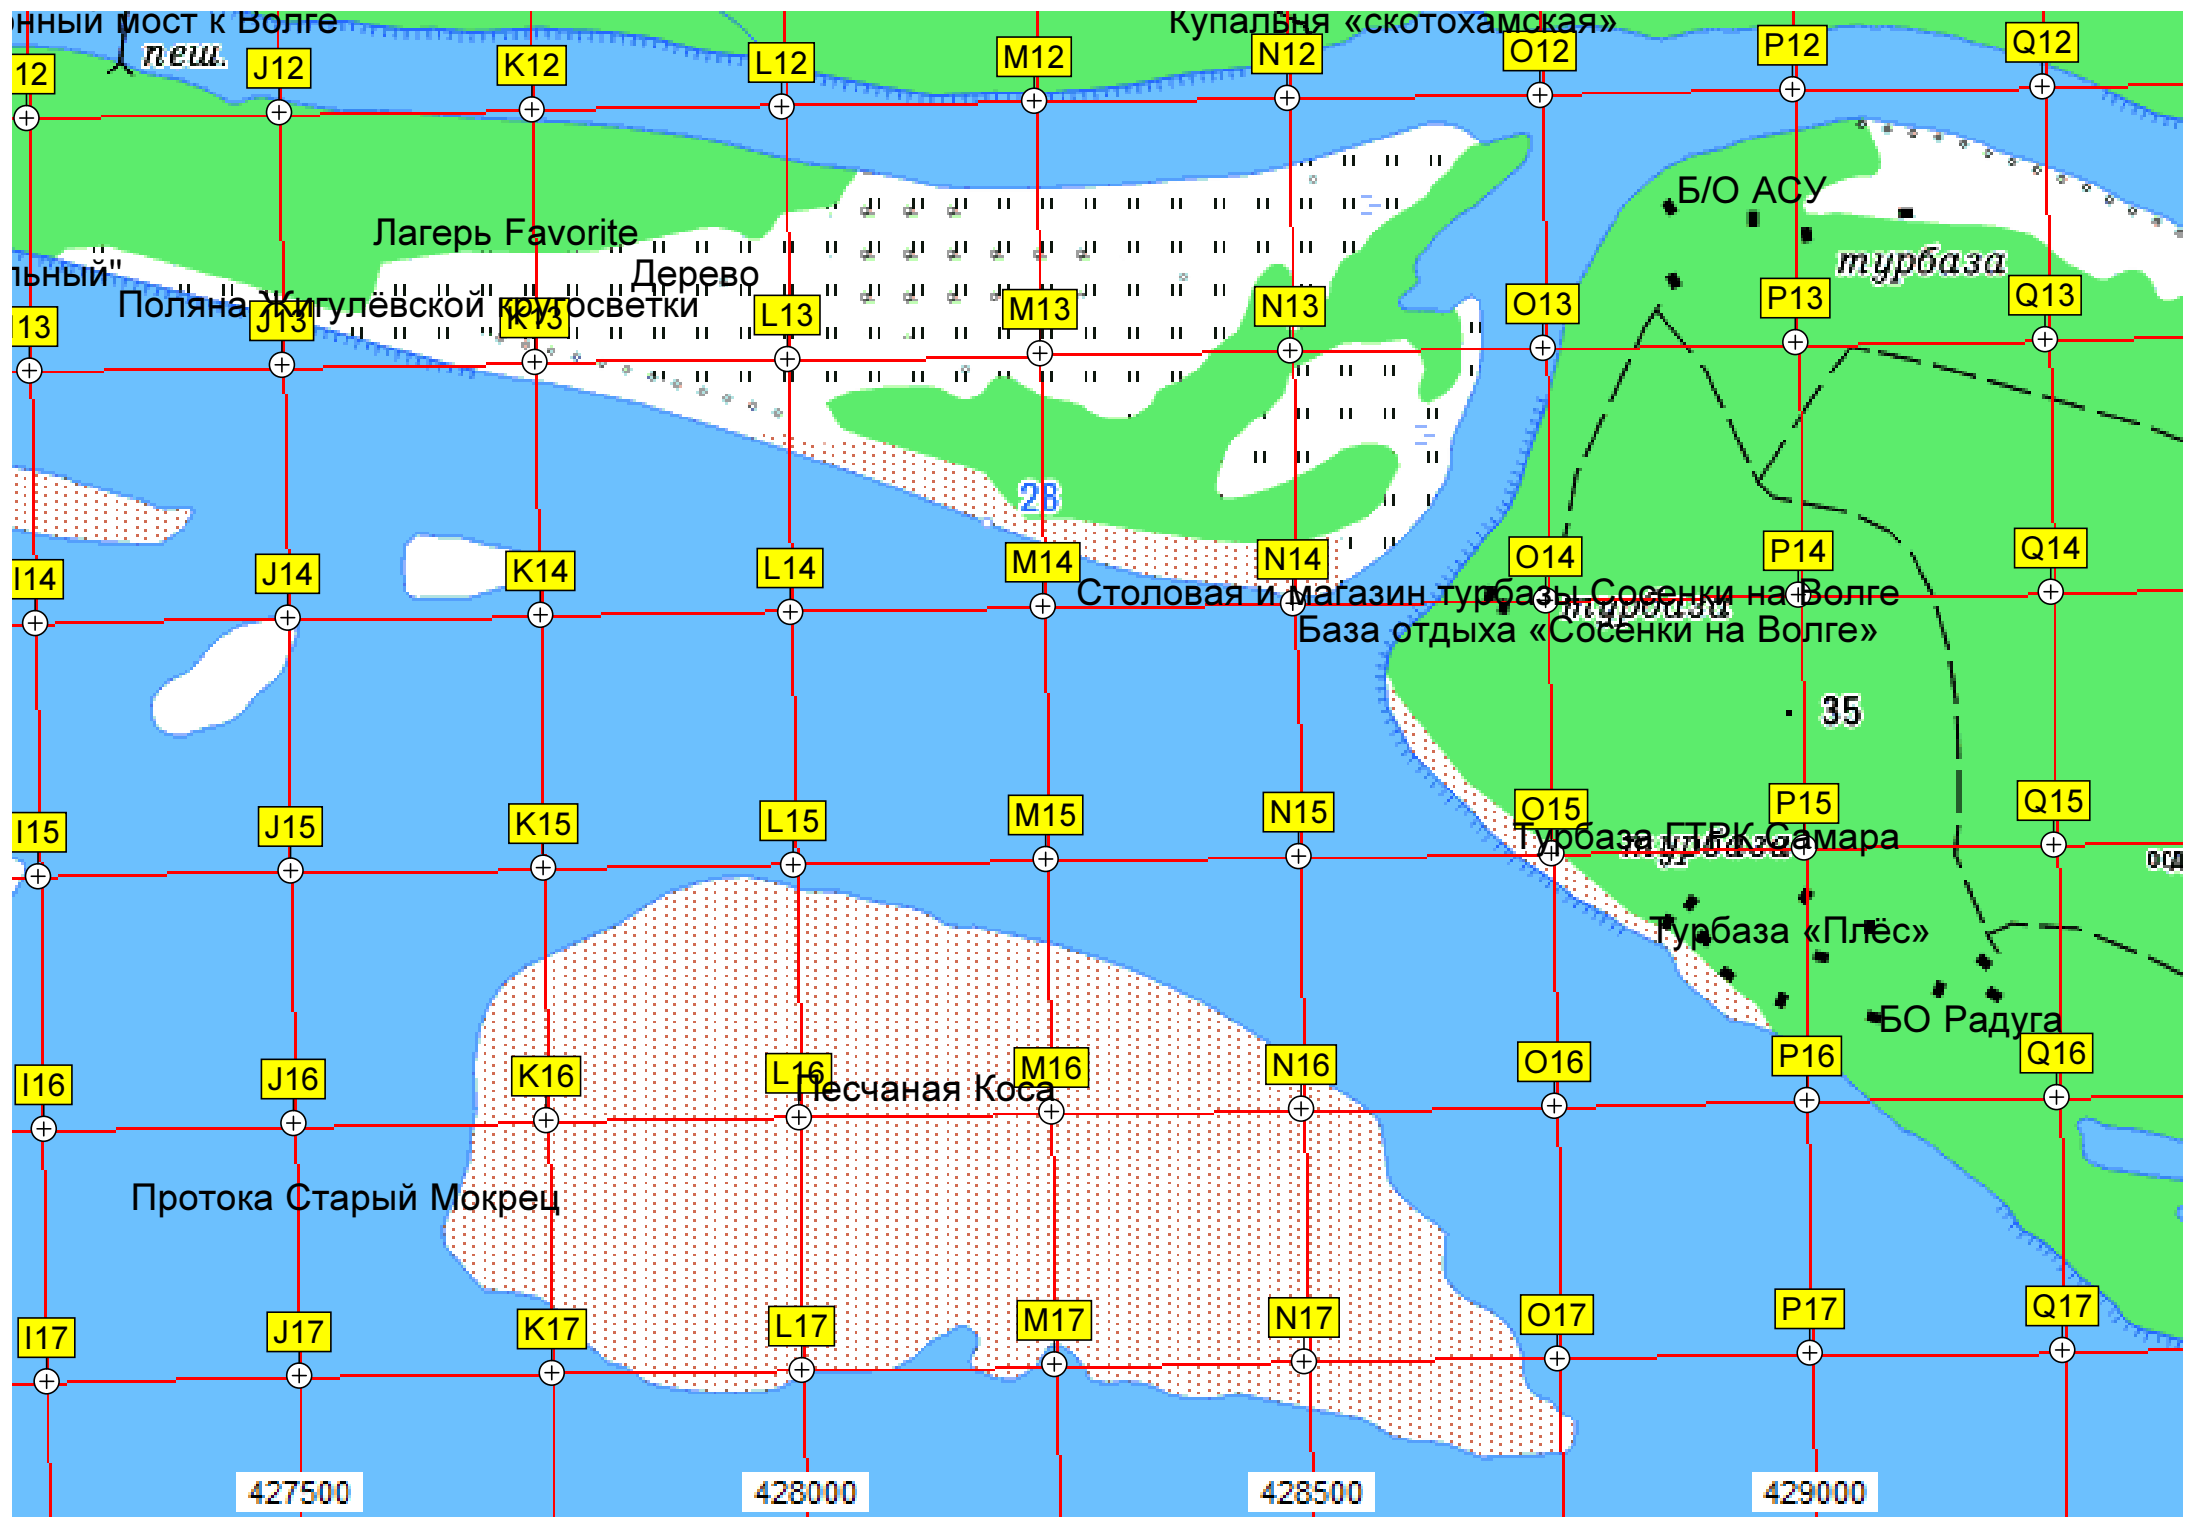 онный мост к Волге
Купальня «скотохамская»
пеш.
12
J12
K12
L12
M12
N12
O12
P12
Q12
Б/О АСУ
Лагерь Favorite
турбаза
льный"
Дерево
Поляна Жигулёвской кругосветки
I13
J13
K13
L13
M13
N13
O13
P13
Q13
28
I14
J14
K14
L14
M14
N14
O14
P14
Q14
Столовая и магазин турбазы Сосенки на Волге
турбаза
База отдыха «Сосенки на Волге»
35
I15
J15
K15
L15
M15
N15
O15
P15
Q15
Турбаза ГТРК Самара
турбаза
Турбаза «Плёс»
БО Радуга
I16
J16
K16
L16
M16
N16
O16
P16
Q16
Песчаная Коса
Протока Старый Мокрец
I17
J17
K17
L17
M17
N17
O17
P17
Q17
427500
428000
428500
429000